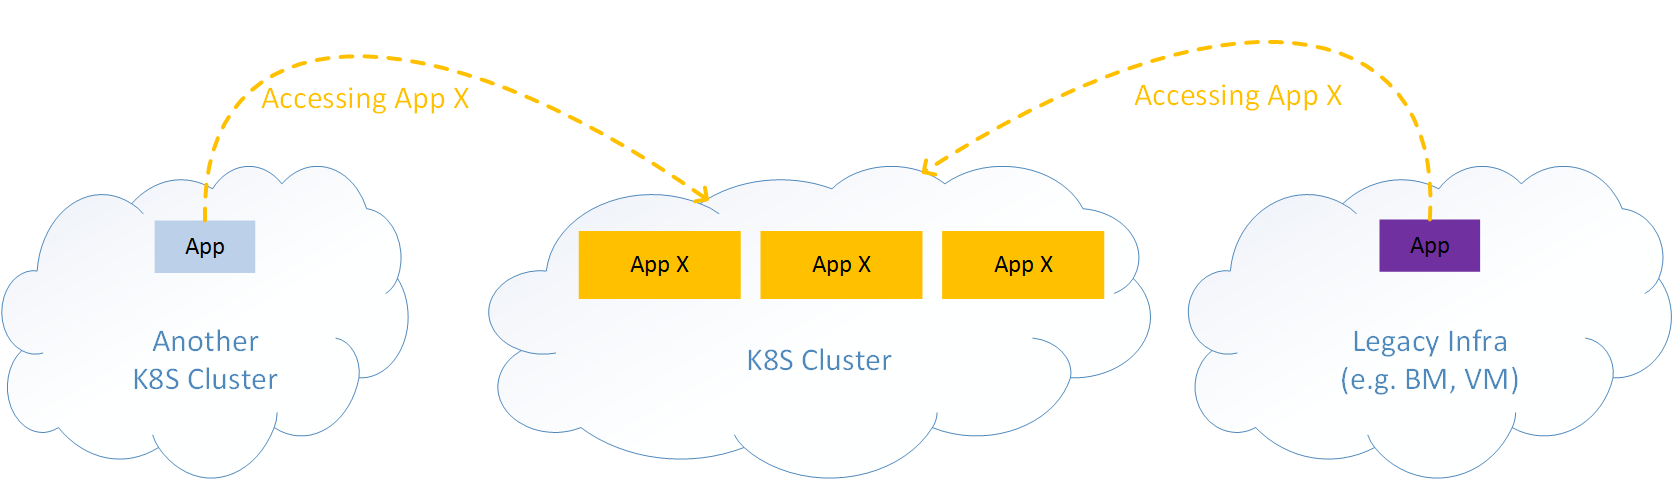 Accessing App X
Accessing App X
App
App X
App X
App X
App
Another
K8S Cluster
K8S Cluster
Legacy Infra
(e.g. BM, VM)